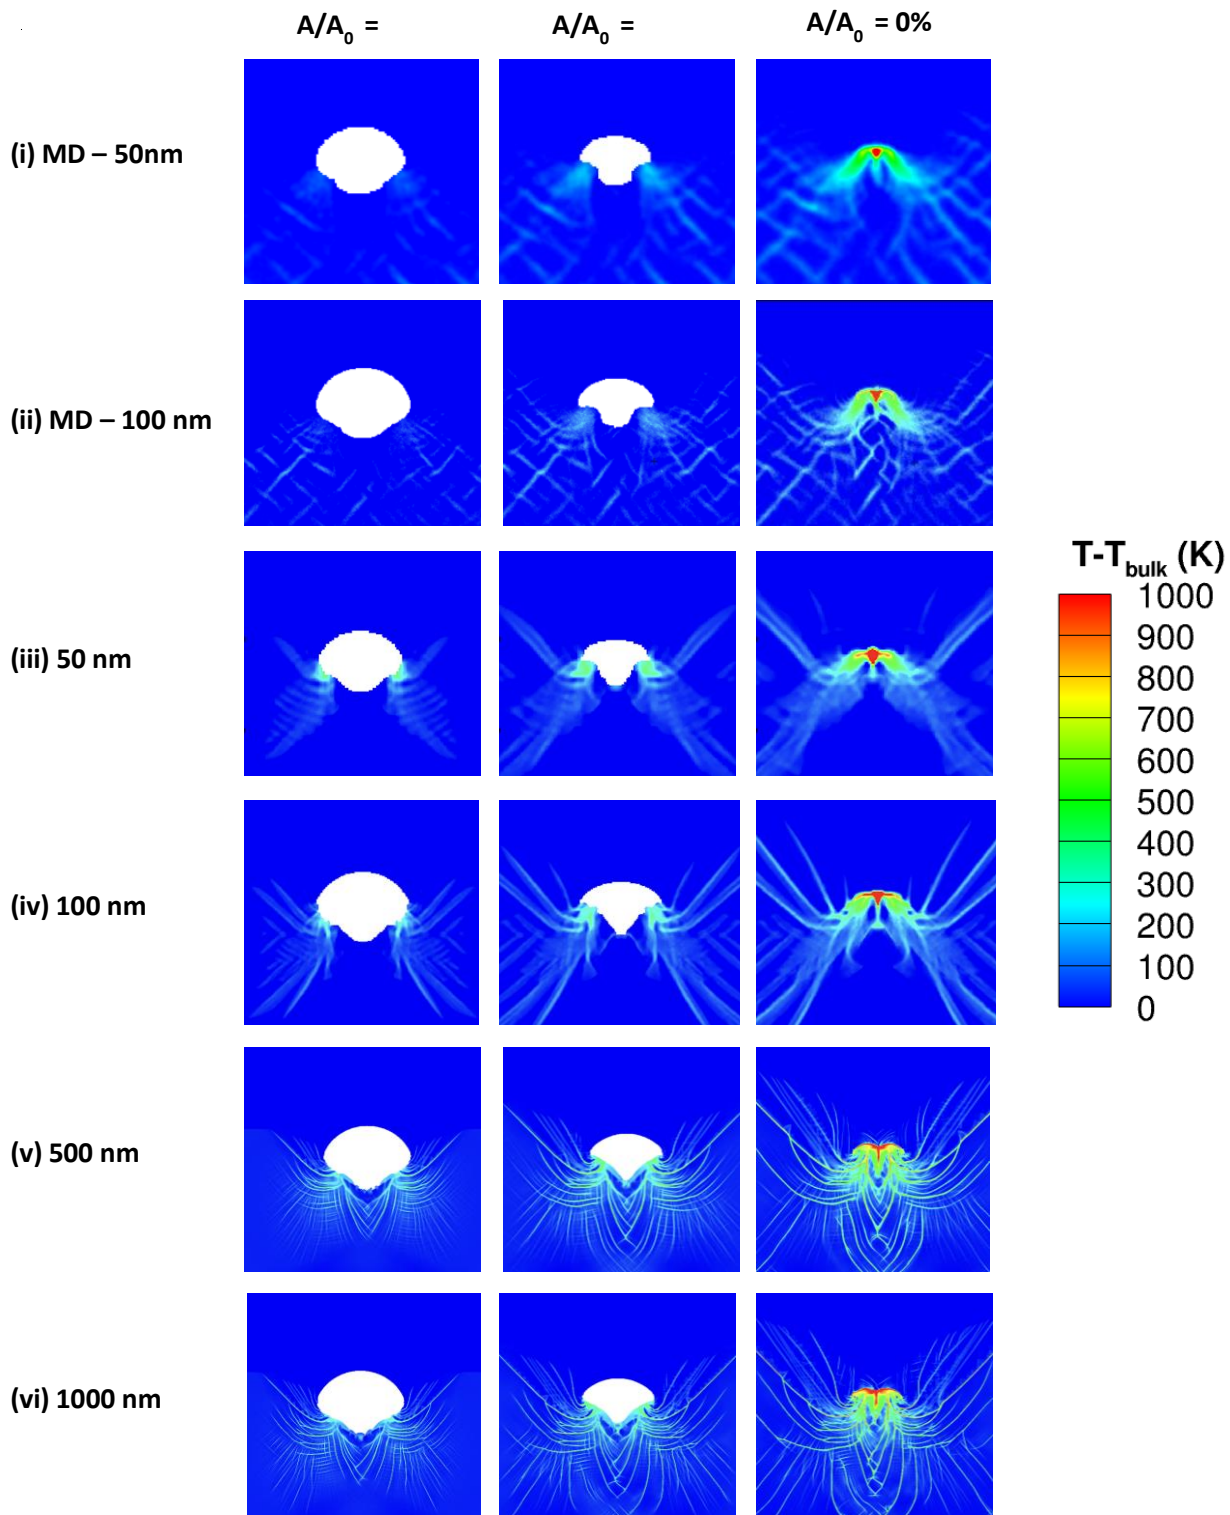 A/A0 = A/A0 = A/A0 = 0%
(i) MD – 50nm
(ii) MD – 100 nm
(iii) 50 nm
(iv) 100 nm
(v) 500 nm
(vi) 1000 nm
T-Tbulk (K)
1000
900
800
700
600
500
400
300
200
100
0